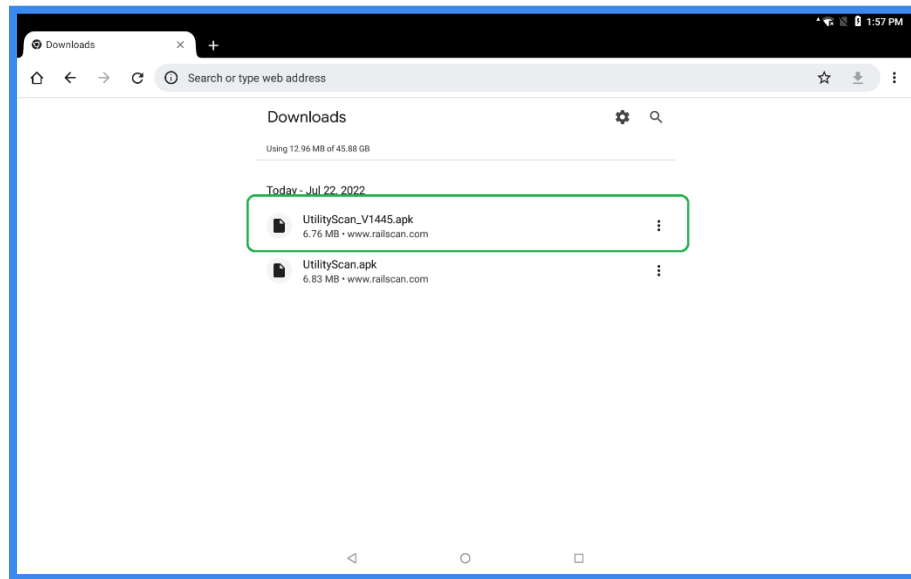 1:57 PM
Downloads
Search or type web address
Downloads
Using 12.96 MB of 45.88 GB
Today - Jul 22, 2022
UtilityScan_V1445.apk
6.76 MB • www.railscan.com
UtilityScan.apk
6.83 MB • www.railscan.com